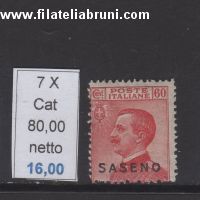 www.filateliabruni.com
7 X
Cat
80,00
netto
16,00
POSTE
ITALIANE
60
SASENO